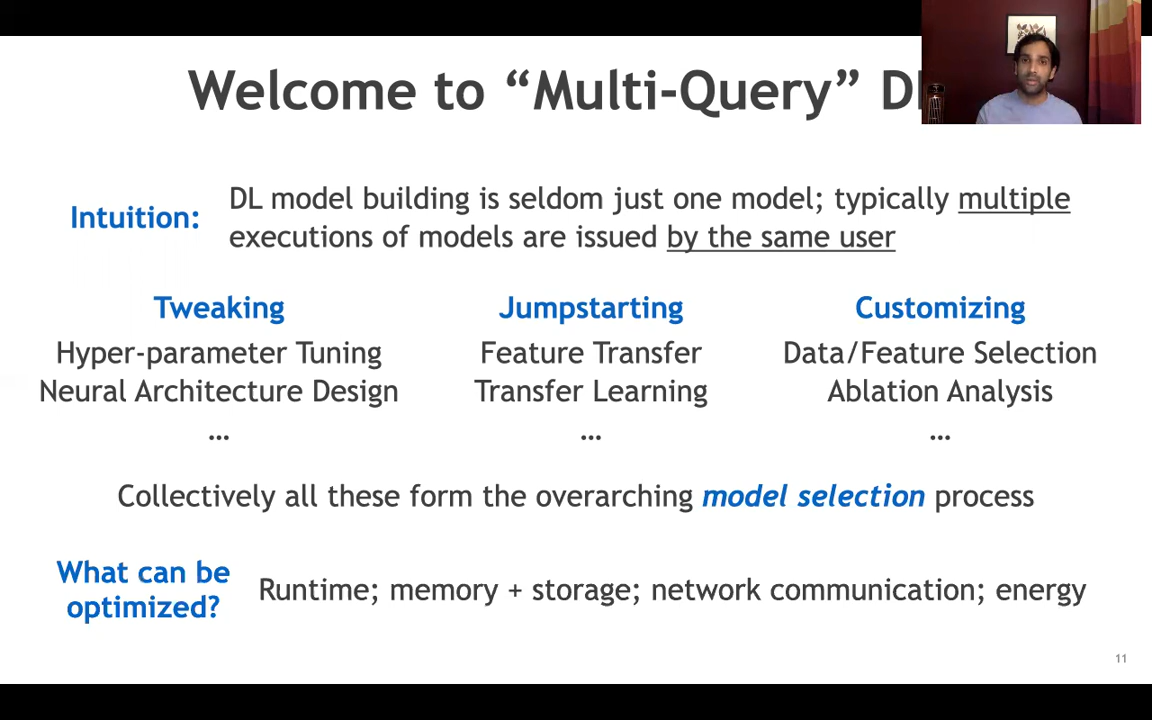 Welcome to “Multi-Query”
Intuition:
DL model building is seldom just one model; typically multiple
executions of models are issued by the same user
Tweaking
Hyper-parameter Tuning
Neural Architecture Design
…
Jumpstarting
Feature Transfer
Transfer Learning
…
Customizing
Data/Feature Selection
Ablation Analysis
…
Collectively all these form the overarching model selection process
What can be
optimized?
Runtime; memory + storage; network communication; energy
11